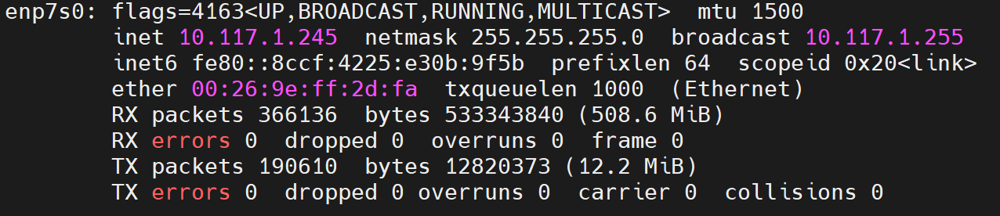 enp7s0: flags=4163<UP,BROADCAST,RUNNING,MULTICAST>  mtu 1500
        inet 10.117.1.245  netmask 255.255.255.0  broadcast 10.117.1.255
        inet6 fe80::8ccf:4225:e30b:9f5b  prefixlen 64  scopeid 0x20<link>
        ether 00:26:9e:ff:2d:fa  txqueuelen 1000  (Ethernet)
        RX packets 366136  bytes 533343840 (508.6 MiB)
        RX errors 0  dropped 0  overruns 0  frame 0
        TX packets 190610  bytes 12820373 (12.2 MiB)
        TX errors 0  dropped 0 overruns 0  carrier 0  collisions 0